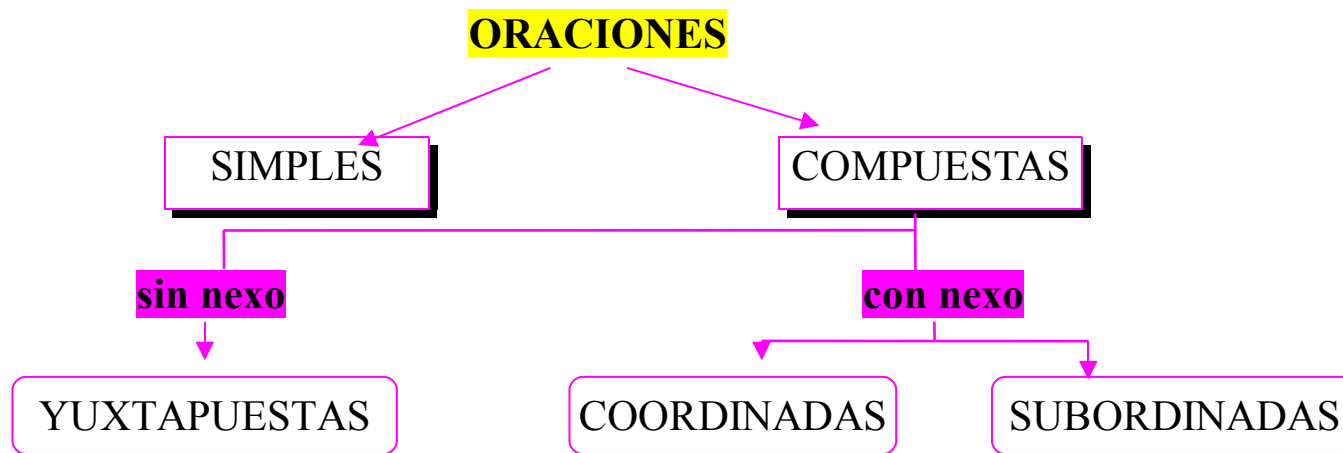 ORACIONES
SIMPLES COMPUESTAS
sin nexo con nexo
YUXTAPUESTAS COORDINADAS SUBORDINADAS